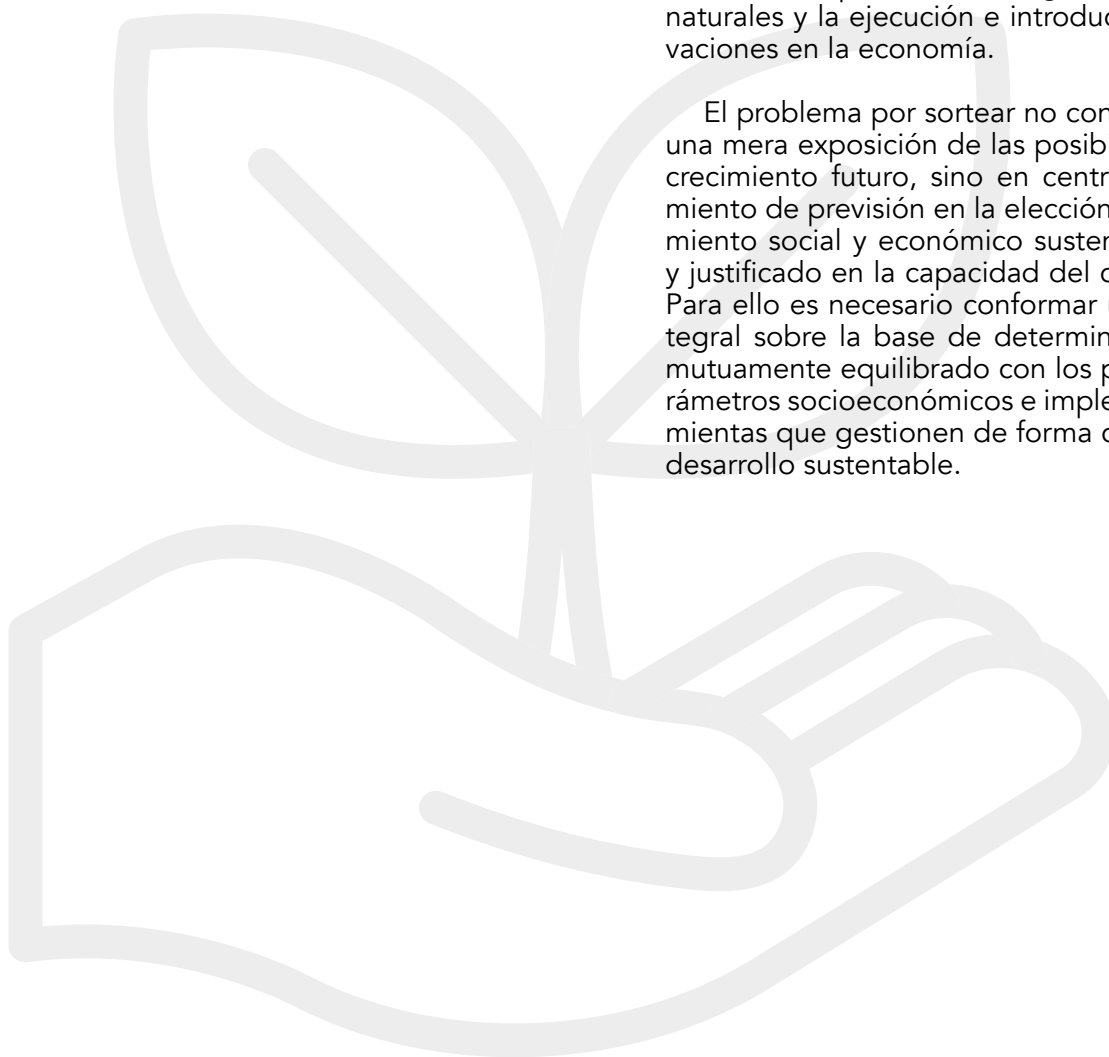 naturales y la ejecución e introduc
vaciones en la economía.
El problema por sortear no con
una mera exposición de las posib
crecimiento futuro, sino en centr
miento de previsión en la elección
miento social y económico suster
y justificado en la capacidad del c
Para ello es necesario conformar
tegral sobre la base de determin
mutuamente equilibrado con los p
rámetros socioeconómicos e imple
mientas que gestionen de forma c
desarrollo sustentable.